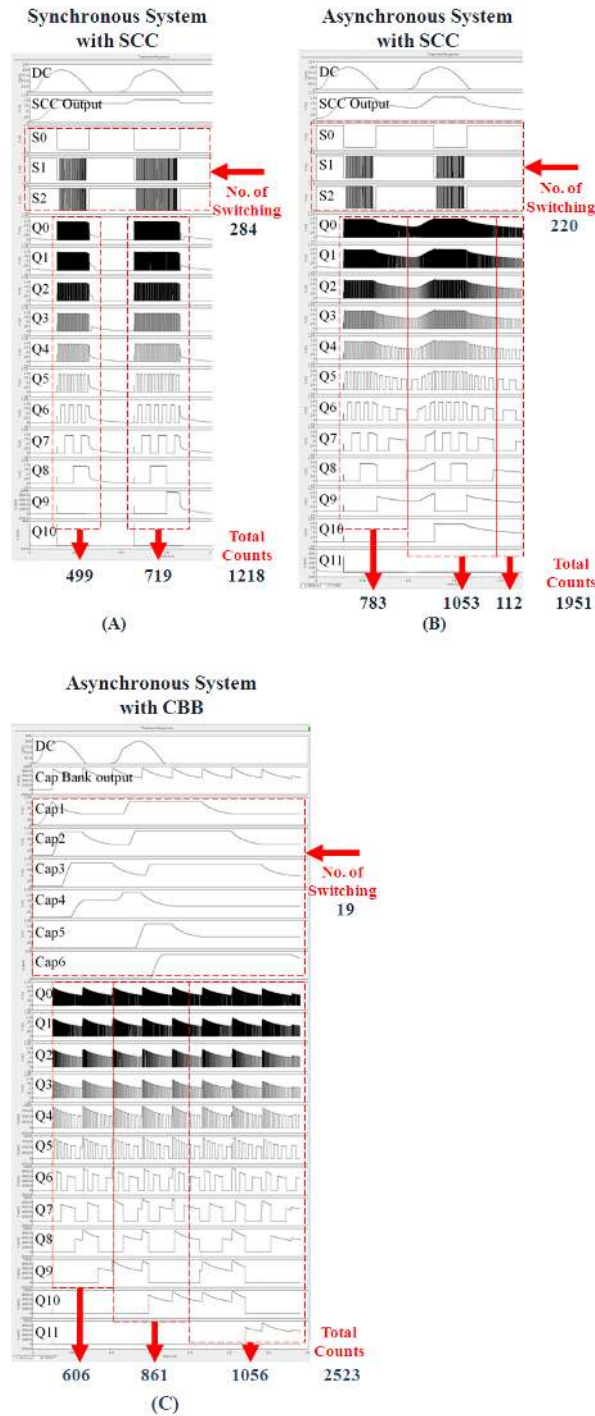 Synchronous System
with SCC
DC
SCC Output
S0
S1
S2
No. of
Switching
284
Q0
Q1
Q2
Q3
Q4
Q5
Q6
Q7
Q8
Q9
Q10
Total
Counts
499
719
1218
(A)
Asynchronous System
with SCC
DC
SCC Output
S0
S1
S2
No. of
Switching
220
Q0
Q1
Q2
Q3
Q4
Q5
Q6
Q7
Q8
Q9
Q10
Q11
Total
Counts
783
1053
112
1951
(B)
Asynchronous System
with CBB
DC
Cap Bank output
Cap1
Cap2
Cap3
Cap4
Cap5
Cap6
No. of
Switching
19
Q0
Q1
Q2
Q3
Q4
Q5
Q6
Q7
Q8
Q9
Q10
Q11
Total
Counts
606
861
1056
2523
(C)